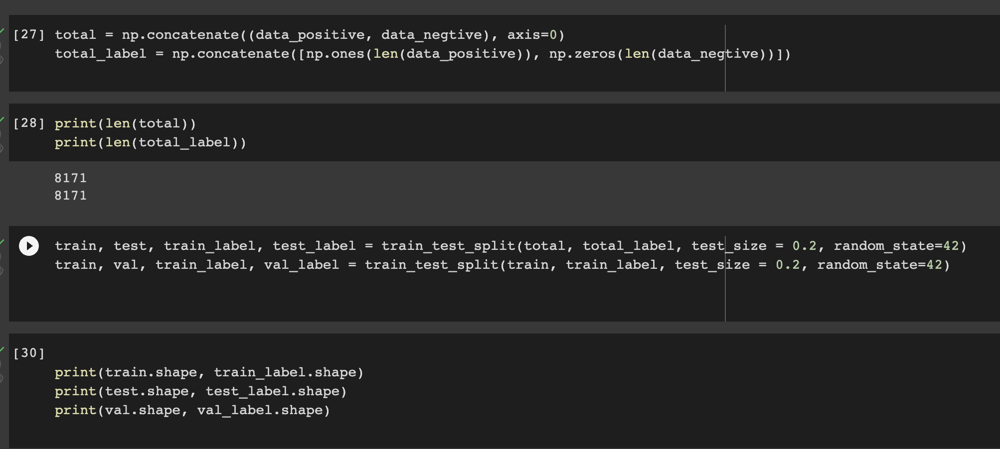 [27] total = np.concatenate((data_positive, data_negtive), axis=0)
total_label = np.concatenate([np.ones(len(data_positive)), np.zeros(len(data_negtive))])
[28] print(len(total))
print(len(total_label))
8171
8171
train, test, train_label, test_label = train_test_split(total, total_label, test_size = 0.2, random_state=42)
train, val, train_label, val_label = train_test_split(train, train_label, test_size = 0.2, random_state=42)
[30]
print(train.shape, train_label.shape)
print(test.shape, test_label.shape)
print(val.shape, val_label.shape)